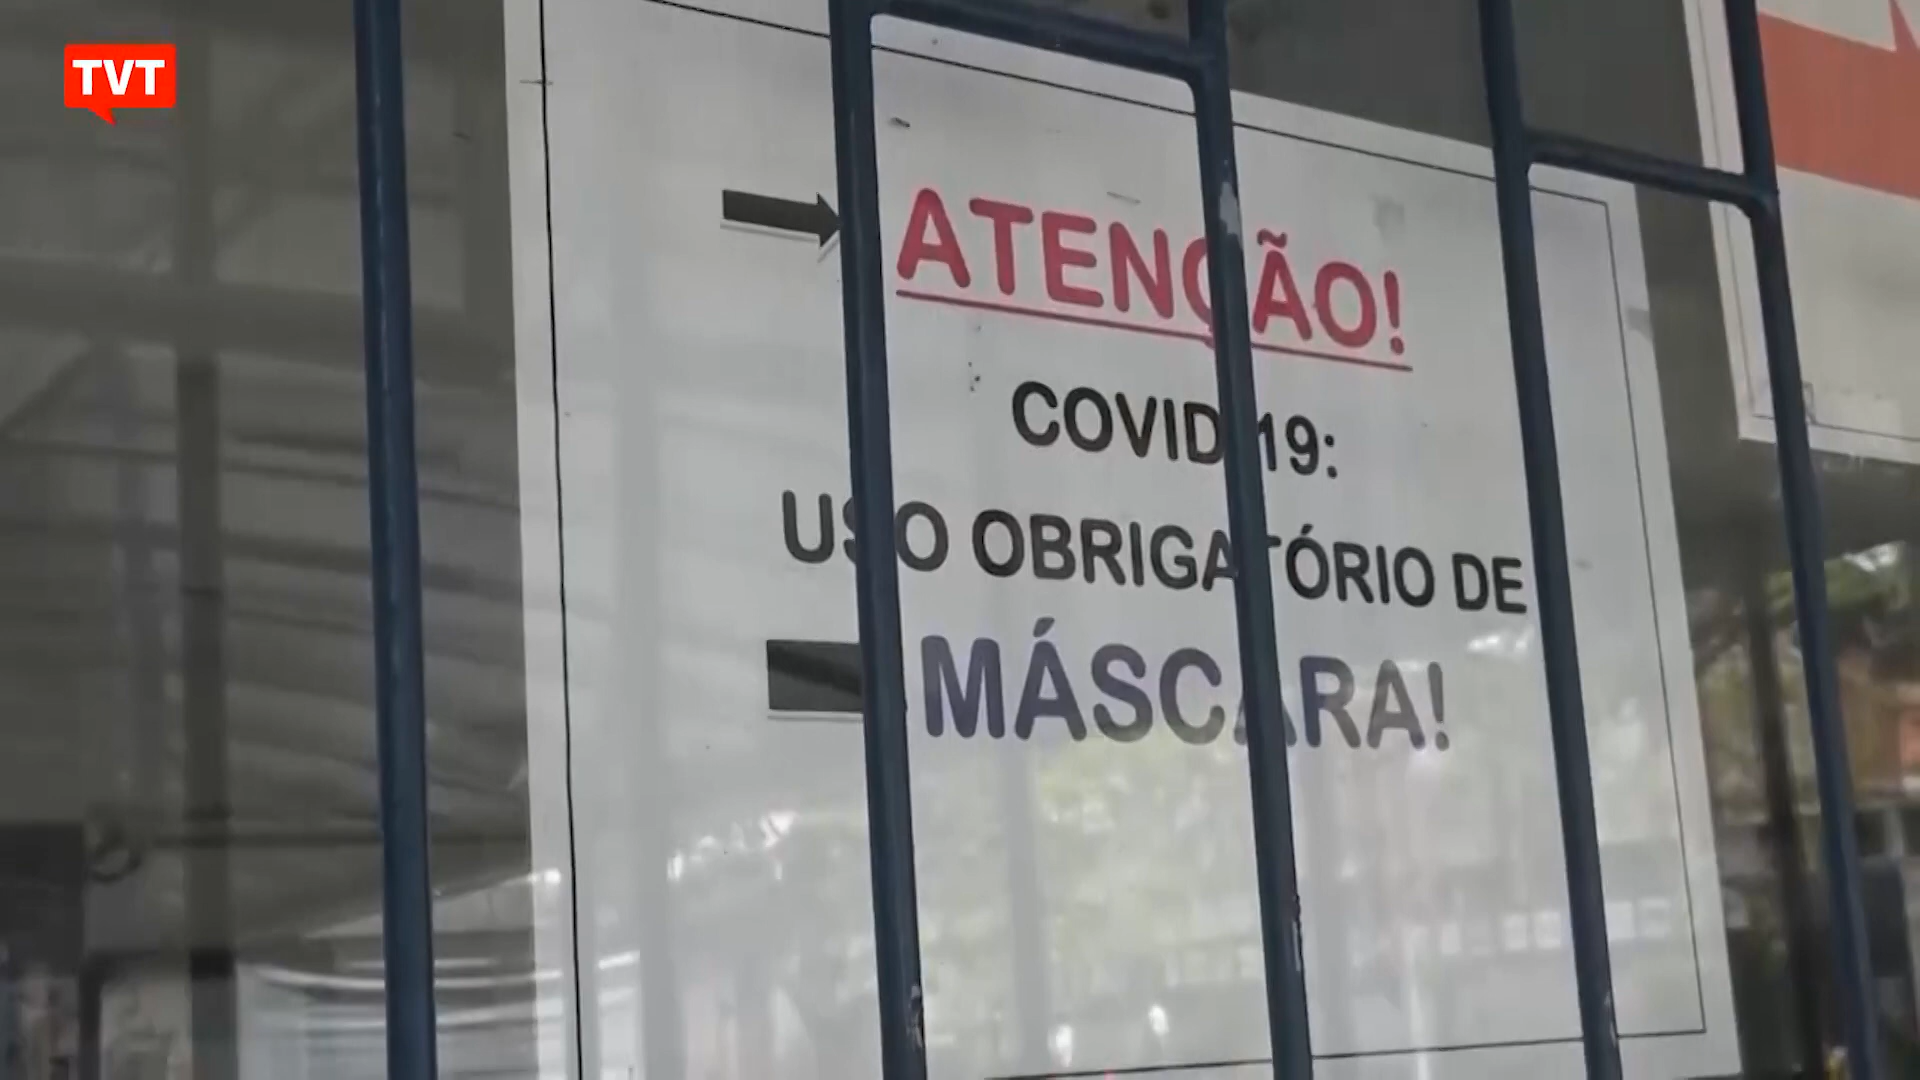 TVT
ATENÇÃO!
COVID 19:
USO OBRIGATÓRIO DE
MÁSCARA!